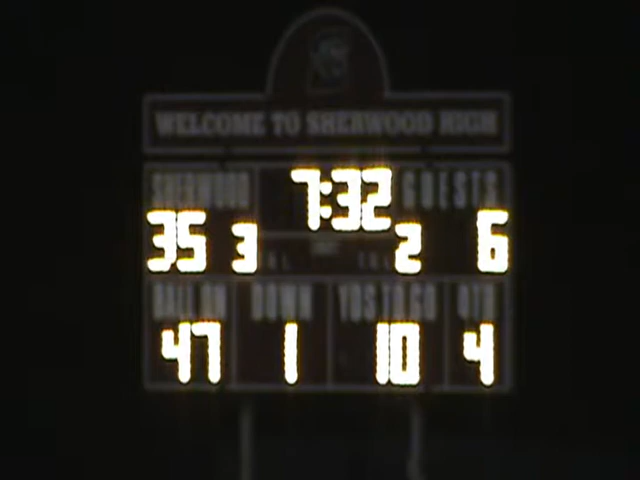 WELCOME TO SHERWOOD HIGH
SHERWOOD 7:32 GUESTS
35 3 2 6
BALL ON DOWN YDS TO GO QTR
47 1 10 4